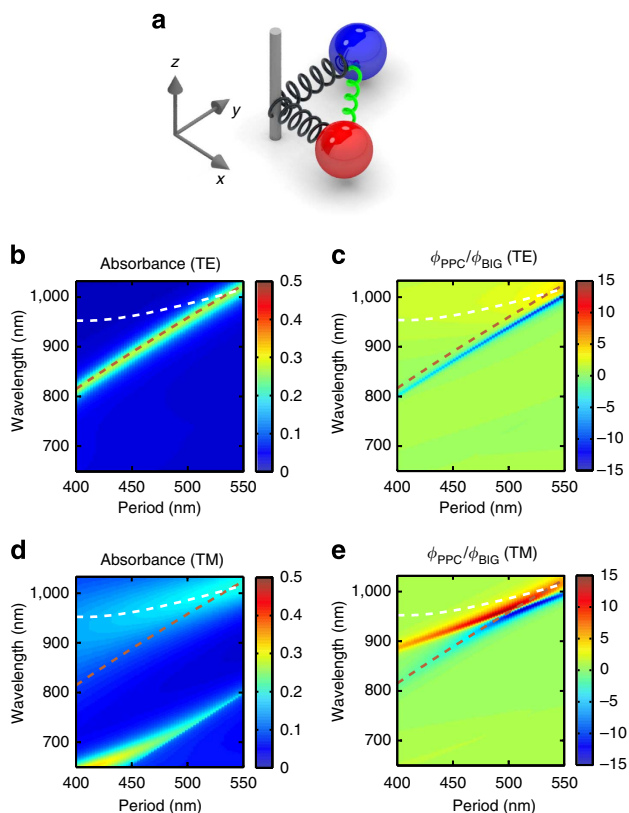 a
z
y
x
b
Absorbance (TE)
Wavelength (nm)
1,000
900
800
700
400
450
500
550
Period (nm)
0.5
0.4
0.3
0.2
0.1
0
c
ϕPPC/ϕBIG (TE)
Wavelength (nm)
1,000
900
800
700
400
450
500
550
Period (nm)
15
10
5
0
−5
−10
−15
d
Absorbance (TM)
Wavelength (nm)
1,000
900
800
700
400
450
500
550
Period (nm)
0.5
0.4
0.3
0.2
0.1
0
e
ϕPPC/ϕBIG (TM)
Wavelength (nm)
1,000
900
800
700
400
450
500
550
Period (nm)
15
10
5
0
−5
−10
−15